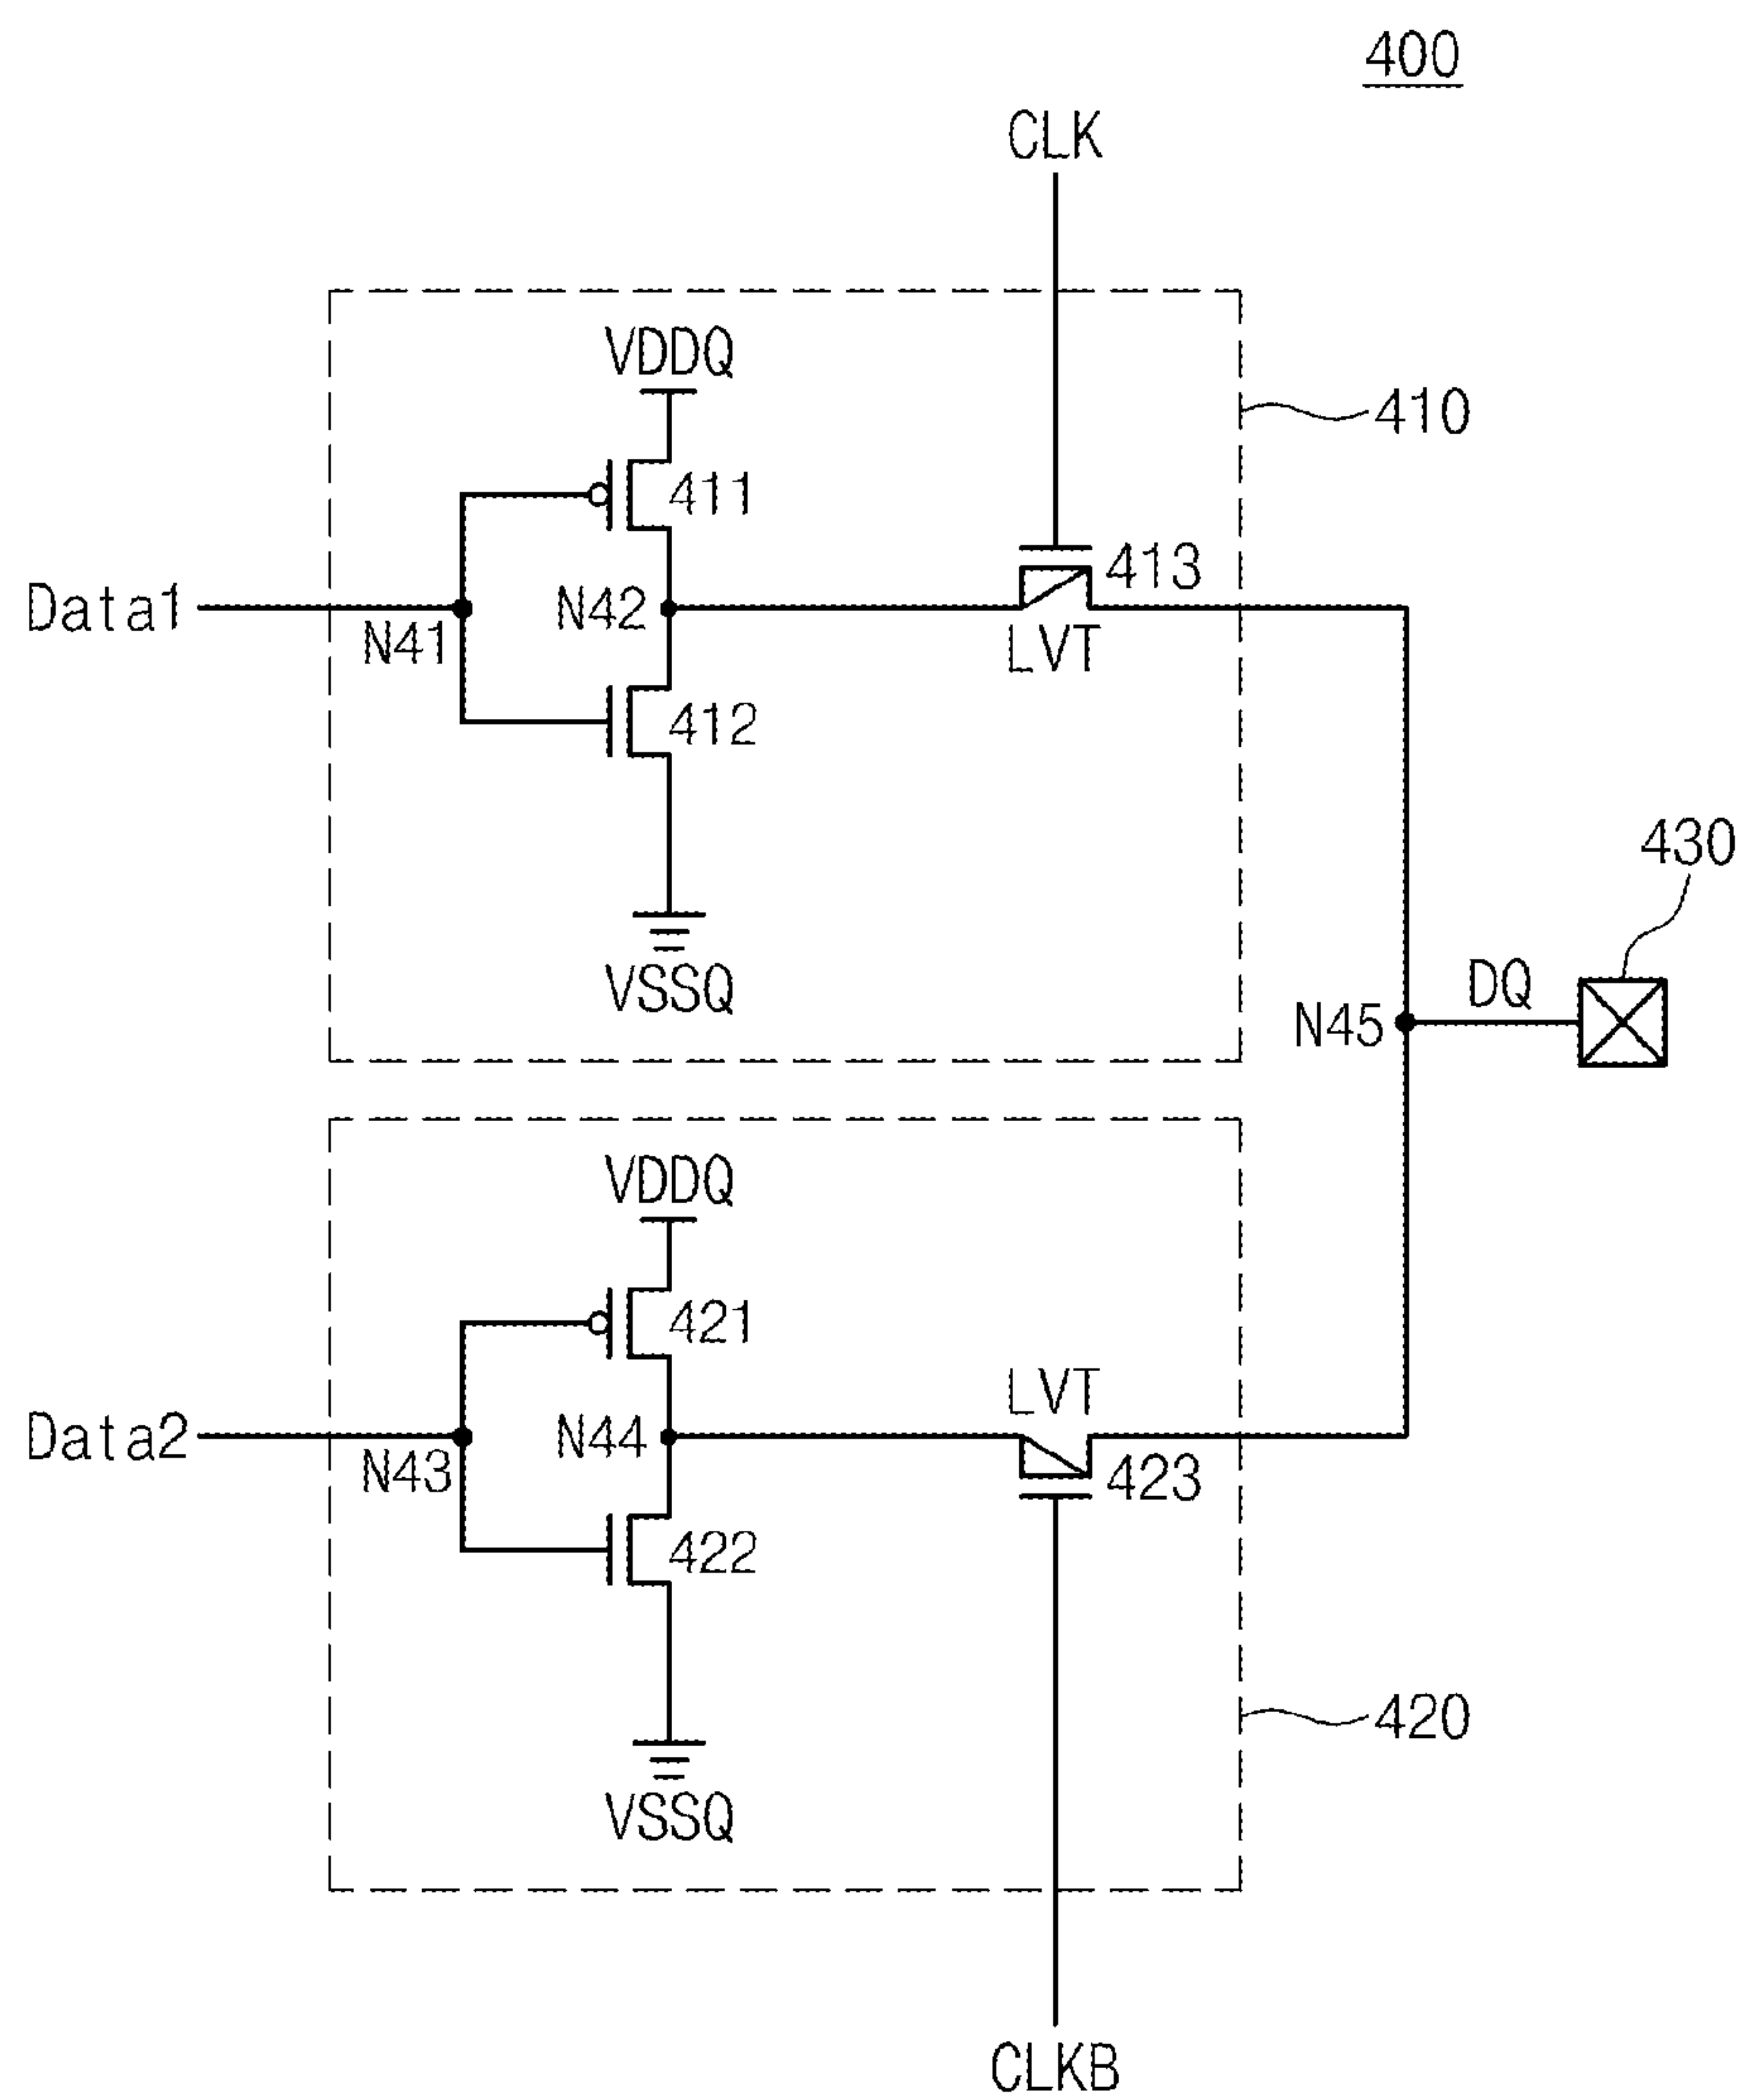 400
CLK
VDDQ
410
411
413
Data1
N41
N42
LVT
412
430
VSSQ
DQ
N45
VDDQ
421
LVT
Data2
N43
N44
423
422
420
VSSQ
CLKB